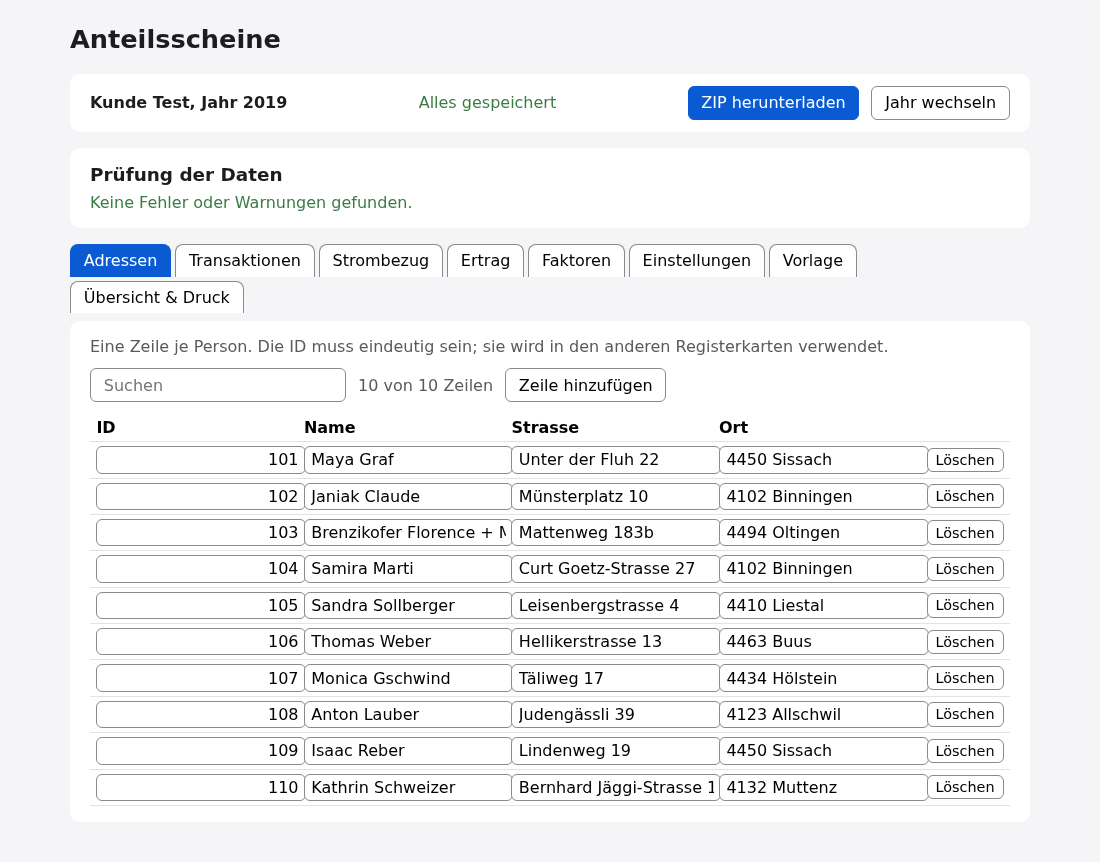 Anteilsscheine
Kunde Test, Jahr 2019 Alles gespeichert ZIP herunterladen Jahr wechseln
Prüfung der Daten
Keine Fehler oder Warnungen gefunden.
Adressen Transaktionen Strombezug Ertrag Faktoren Einstellungen Vorlage
Übersicht & Druck
Eine Zeile je Person. Die ID muss eindeutig sein; sie wird in den anderen Registerkarten verwendet.
Suchen 10 von 10 Zeilen Zeile hinzufügen
ID Name Strasse Ort
101 Maya Graf Unter der Fluh 22 4450 Sissach Löschen
102 Janiak Claude Münsterplatz 10 4102 Binningen Löschen
103 Brenzikofer Florence + Mattenweg 183b 4494 Oltingen Löschen
104 Samira Marti Curt Goetz-Strasse 27 4102 Binningen Löschen
105 Sandra Sollberger Leisenbergstrasse 4 4410 Liestal Löschen
106 Thomas Weber Hellikerstrasse 13 4463 Buus Löschen
107 Monica Gschwind Täliweg 17 4434 Hölstein Löschen
108 Anton Lauber Judengässli 39 4123 Allschwil Löschen
109 Isaac Reber Lindenweg 19 4450 Sissach Löschen
110 Kathrin Schweizer Bernhard Jäggi-Strasse 4132 Muttenz Löschen